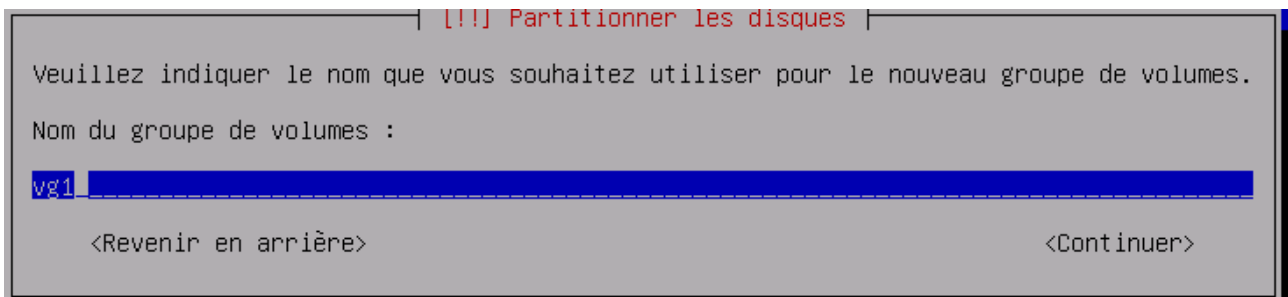 [!!] Partitionner les disques
Veuillez indiquer le nom que vous souhaitez utiliser pour le nouveau groupe de volumes.
Nom du groupe de volumes :
vg1
<Revenir en arrière> <Continuer>